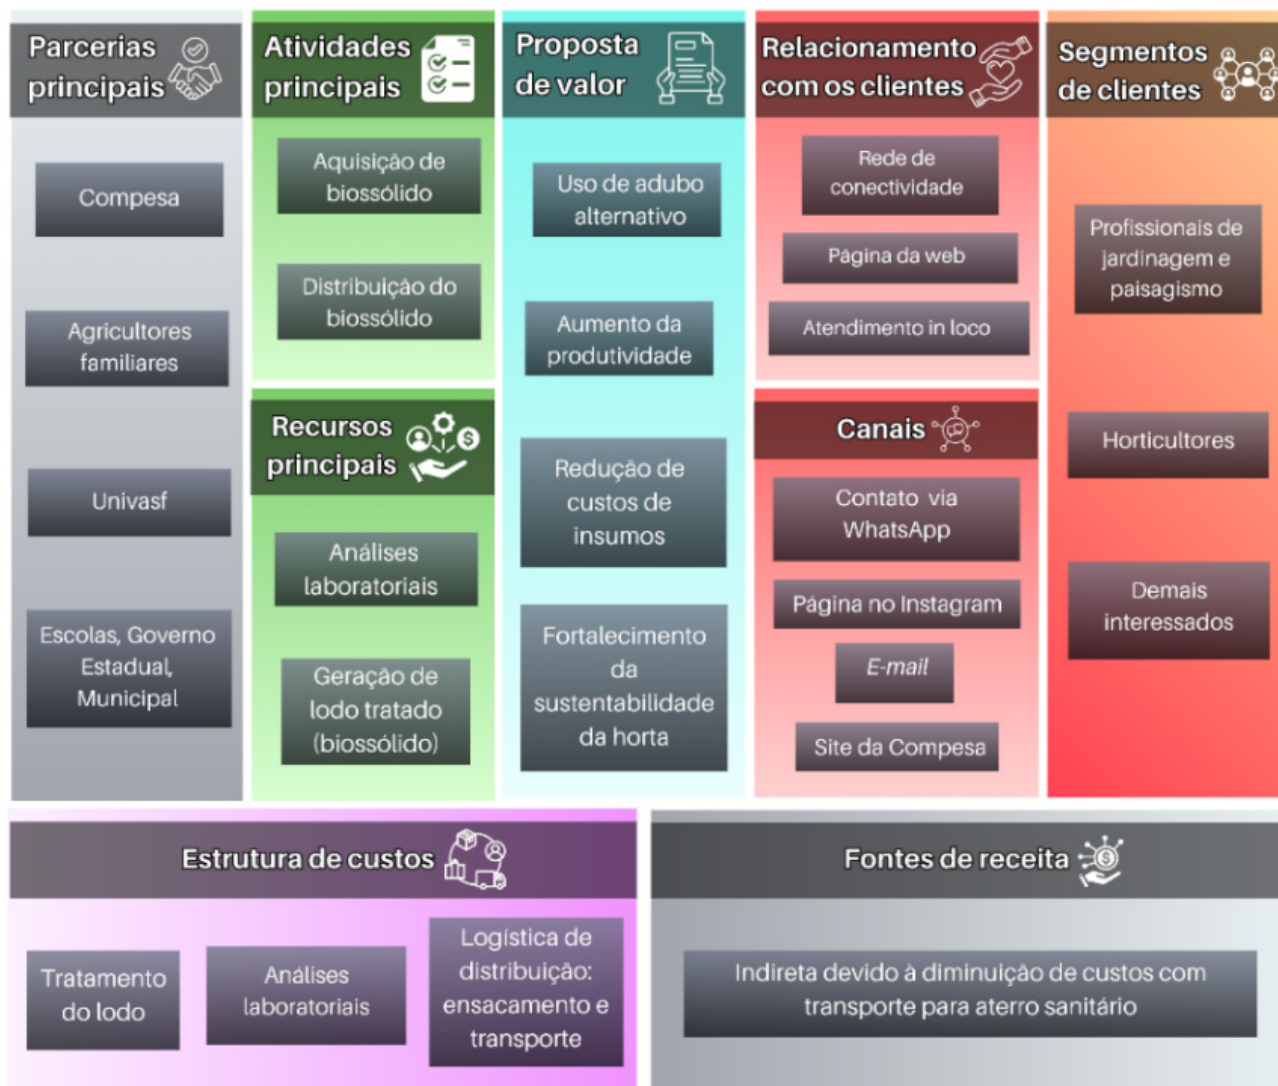 Parcerias
principais
Compesa
Agricultores
familiares
Univasf
Escolas, Governo
Estadual,
Municipal
Atividades
principais
Aquisição de
biossólido
Distribuição do
biossólido
Recursos
principais
Análises
laboratoriais
Geração de
lodo tratado
(biossólido)
Proposta
de valor
Uso de adubo
alternativo
Aumento da
produtividade
Redução de
custos de
insumos
Fortalecimento
da
sustentabilidade
da horta
Relacionamento
com os clientes
Rede de
conectividade
Página da web
Atendimento in loco
Canais
Contato via
WhatsApp
Página no Instagram
E-mail
Site da Compesa
Segmentos
de clientes
Profissionais de
jardinagem e
paisagismo
Horticultores
Demais
interessados
Estrutura de custos
Tratamento
do lodo
Análises
laboratoriais
Logística de
distribuição:
ensacamento e
transporte
Fontes de receita
Indireta devido à diminuição de custos com
transporte para aterro sanitário